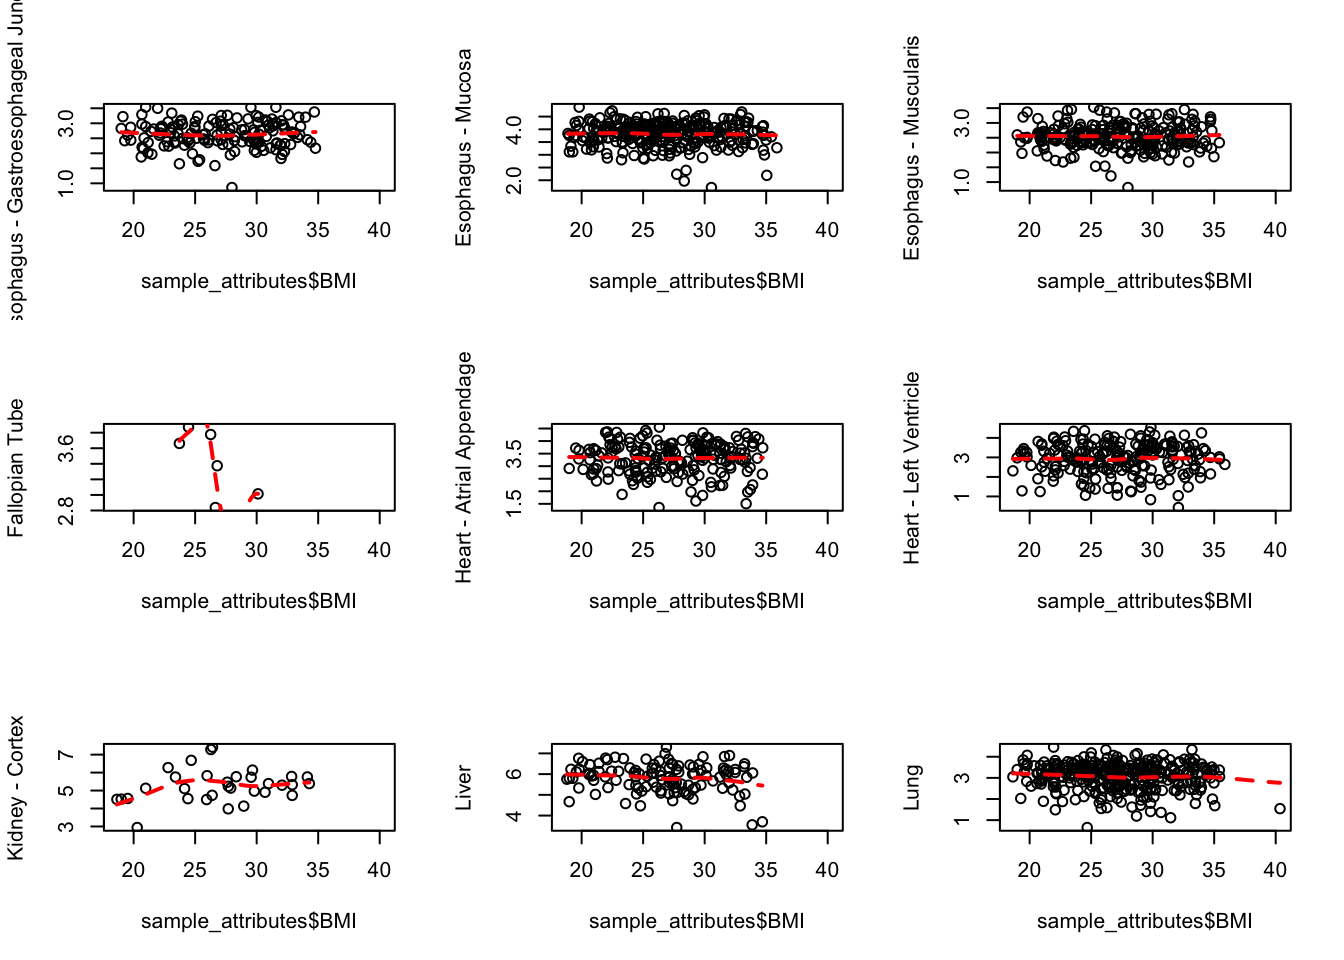 sophagus - Gastroesophageal Junc
3.0
1.0
20 25 30 35 40
sample_attributes$BMI
Esophagus - Mucosa
4.0
2.0
20 25 30 35 40
sample_attributes$BMI
Esophagus - Muscularis
3.0
1.0
20 25 30 35 40
sample_attributes$BMI
Fallopian Tube
3.6
2.8
20 25 30 35 40
sample_attributes$BMI
Heart - Atrial Appendage
3.5
1.5
20 25 30 35 40
sample_attributes$BMI
Heart - Left Ventricle
3
1
20 25 30 35 40
sample_attributes$BMI
Kidney - Cortex
7
5
3
20 25 30 35 40
sample_attributes$BMI
Liver
6
4
20 25 30 35 40
sample_attributes$BMI
Lung
3
1
20 25 30 35 40
sample_attributes$BMI